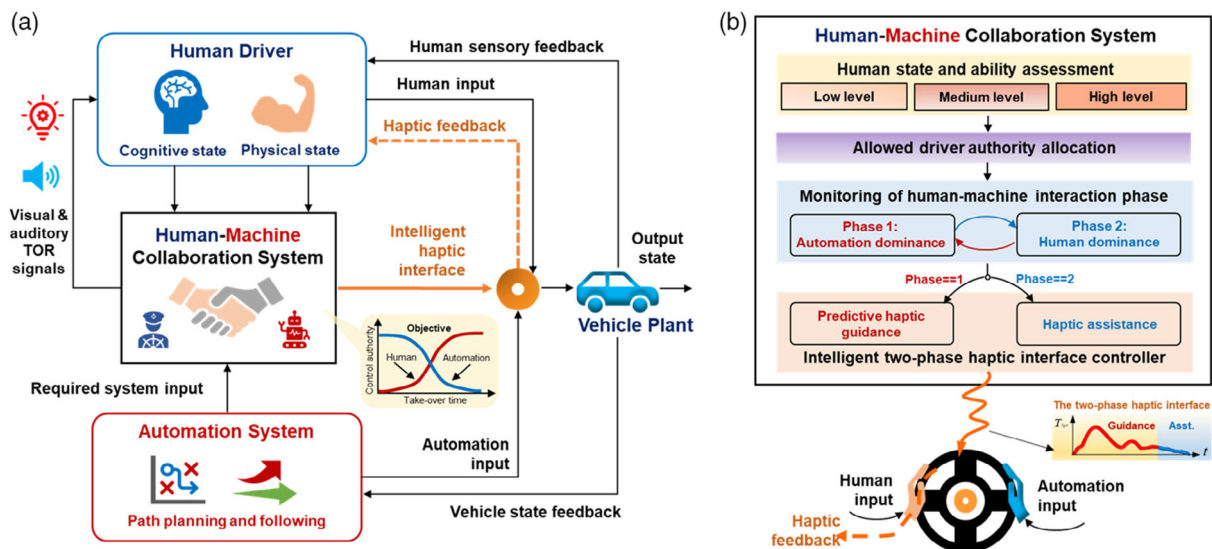 (a)
Human Driver
Cognitive state
Physical state
Human sensory feedback
Human input
Haptic feedback
Visual &
auditory
TOR
signals
Human-Machine
Collaboration System
Intelligent
haptic
interface
Output
state
Vehicle Plant
Objective
Control authority
Human
Automation
Take-over time
Required system input
Automation System
Path planning and following
Automation
input
Vehicle state feedback
(b)
Human-Machine Collaboration System
Human state and ability assessment
Low level
Medium level
High level
Allowed driver authority allocation
Monitoring of human-machine interaction phase
Phase 1:
Automation dominance
Phase 2:
Human dominance
Phase==1
Phase==2
Predictive haptic
guidance
Haptic assistance
Intelligent two-phase haptic interface controller
The two-phase haptic interface
Guidance
Asst.
t
Human
input
Automation
input
Haptic
feedback